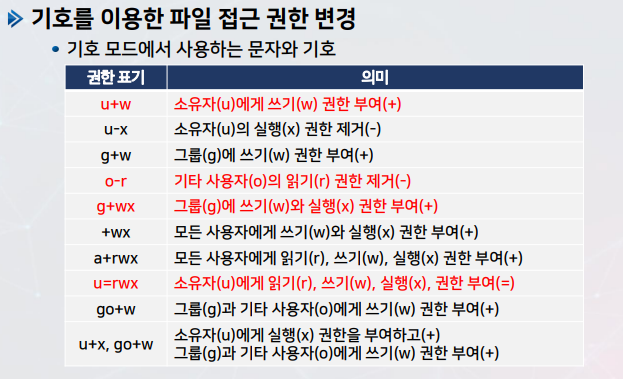 기호를 이용한 파일 접근 권한 변경
• 기호 모드에서 사용하는 문자와 기호
권한 표기 의미
u+w 소유자(u)에게 쓰기(w) 권한 부여(+)
u-x 소유자(u)의 실행(x) 권한 제거(-)
g+w 그룹(g)에 쓰기(w) 권한 부여(+)
o-r 기타 사용자(o)의 읽기(r) 권한 제거(-)
g+wx 그룹(g)에 쓰기(w)와 실행(x) 권한 부여(+)
+wx 모든 사용자에게 쓰기(w)와 실행(x) 권한 부여(+)
a+rwx 모든 사용자에게 읽기(r), 쓰기(w), 실행(x) 권한 부여(+)
u=rwx 소유자(u)에게 읽기(r), 쓰기(w), 실행(x), 권한 부여(=)
go+w 그룹(g)과 기타 사용자(o)에게 쓰기(w) 권한 부여(+)
u+x, go+w 소유자(u)에게 실행(x) 권한을 부여하고(+)
그룹(g)과 기타 사용자(o)에게 쓰기(w) 권한 부여(+)